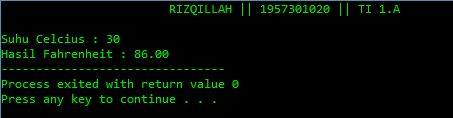 RIZQILLAH || 1957301020 || TI 1.A
Suhu Celcius : 30
Hasil Fahrenheit : 86.00
--------------------------------
Process exited with return value 0
Press any key to continue . . .